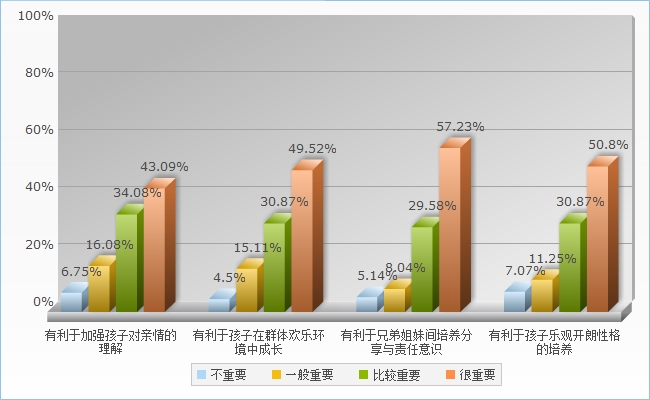 100%
80%
60%
40%
20%
0%
6.75%
16.08%
34.08%
43.09%
4.5%
15.11%
30.87%
49.52%
5.14%
8.04%
29.58%
57.23%
7.07%
11.25%
30.87%
50.8%
有利于加强孩子对亲情的
理解
有利于孩子在群体欢乐环
境中成长
有利于兄弟姐妹间培养分
享与责任意识
有利于孩子乐观开朗性格
的培养
不重要 一般重要 比较重要 很重要